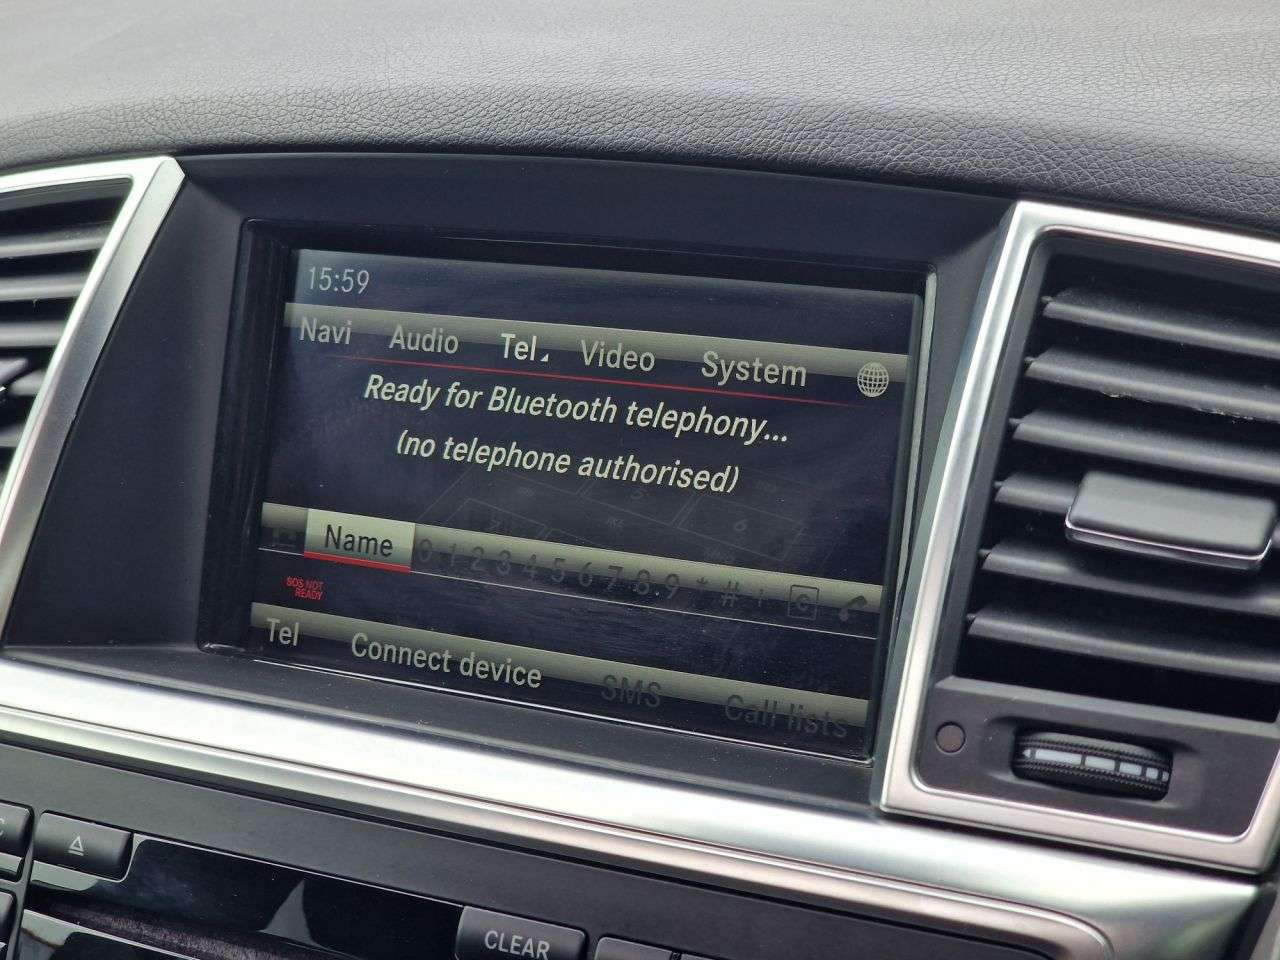 15:59
Navi Audio Tel Video System
Ready for Bluetooth telephony...
(no telephone authorised)
Name 0 1 2 3 4 5 6 7 8 9 * # + C
SOS NOT
READY
Tel Connect device SMS Call lists
CLEAR